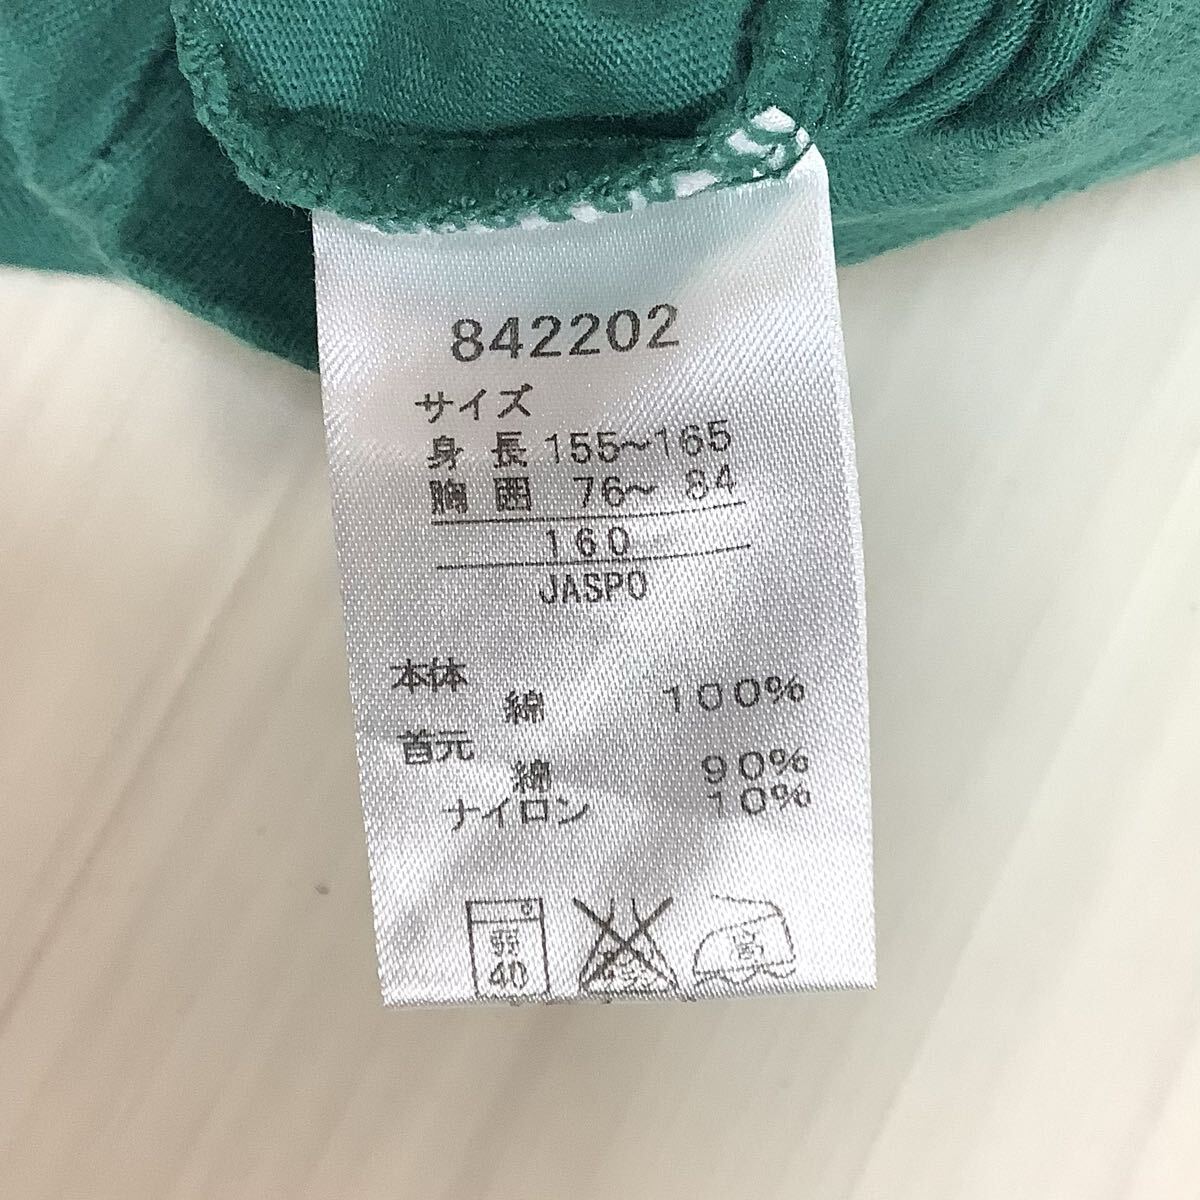 842202
サイズ
身長 155～165
胸囲 76～ 84
160
JASPO
本体
綿 100%
首元
綿 90%
ナイロン 10%
弱
40
高